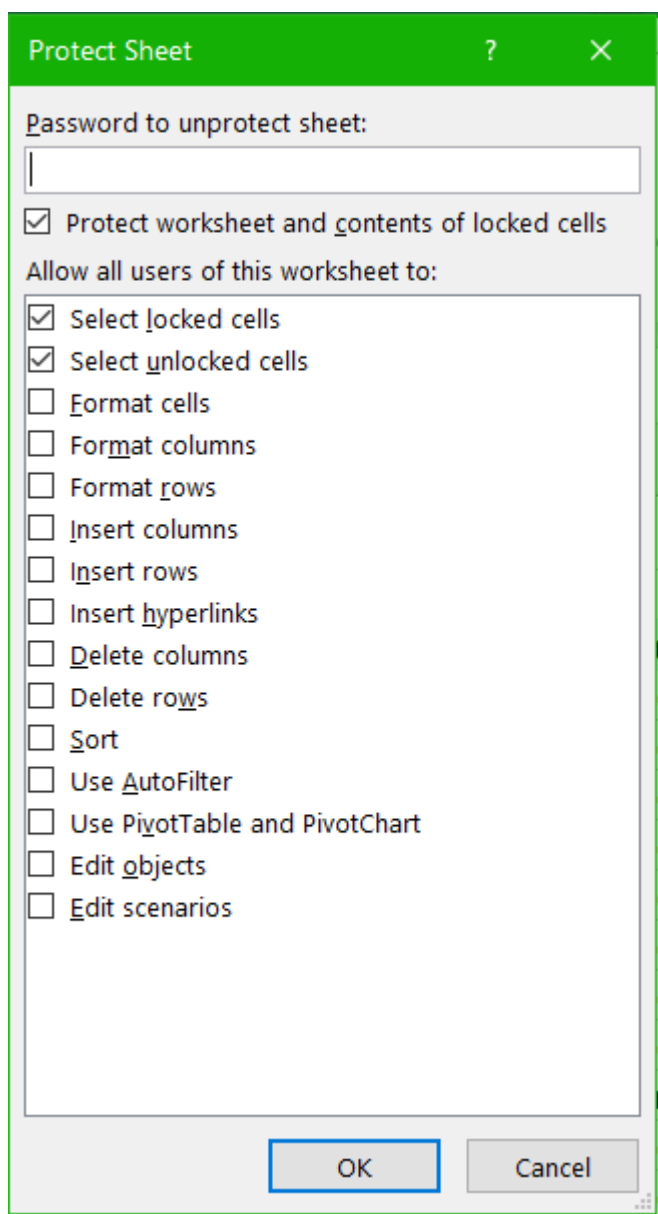 Protect Sheet ?
Password to unprotect sheet:
Protect worksheet and contents of locked cells
Allow all users of this worksheet to:
Select locked cells
Select unlocked cells
Format cells
Format columns
Format rows
Insert columns
Insert rows
Insert hyperlinks
Delete columns
Delete rows
Sort
Use AutoFilter
Use PivotTable and PivotChart
Edit objects
Edit scenarios
OK Cancel